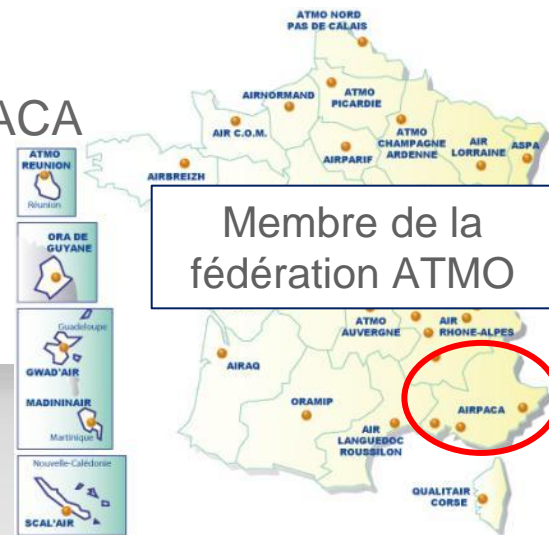 ACA
ATMO NORD
PAS DE CALAIS
AIRNORMAND
ATMO
PICARDIE
AIR C.O.M.
ATMO
CHAMPAGNE
ARDENNE
AIR
LORRAINE
ASPA
AIRPARIF
AIRBREIZH
ATMO
REUNION
Réunion
ORA DE
GUYANE
Membre de la
fédération ATMO
Guadeloupe
GWAD'AIR
MADININAIR
Martinique
Nouvelle-Calédonie
SCAL'AIR
ATMO
AUVERGNE
AIR
RHONE-ALPES
AIRAQ
ORAMIP
AIRPACA
AIR
LANGUEDOC
ROUSSILON
QUALITAIR
CORSE